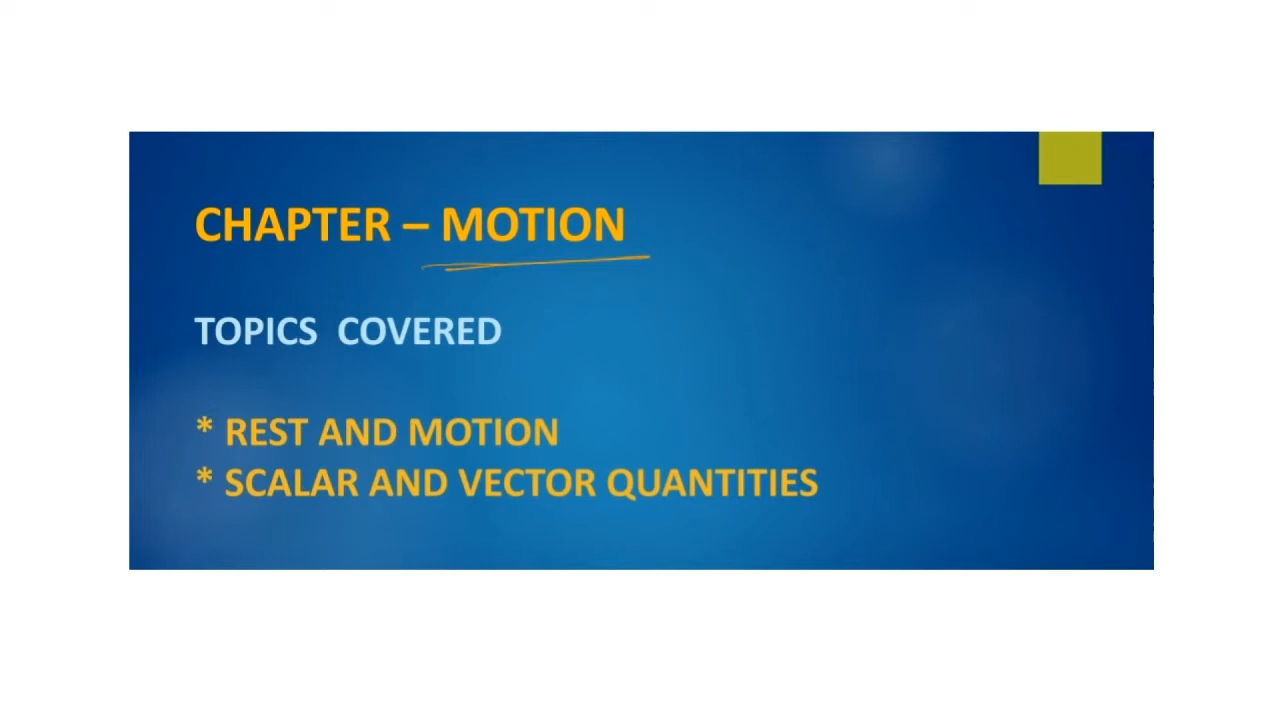 CHAPTER – MOTION
TOPICS COVERED
* REST AND MOTION
* SCALAR AND VECTOR QUANTITIES